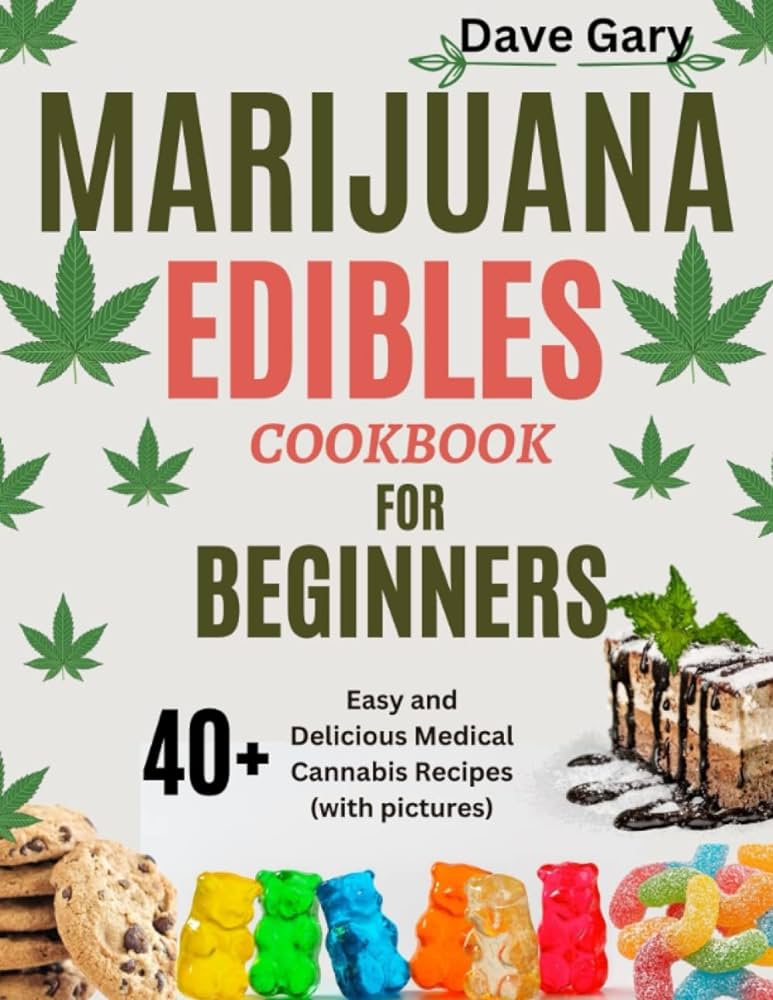 Dave Gary
MARIJUANA
EDIBLES
COOKBOOK
FOR
BEGINNERS
40+
Easy and
Delicious Medical
Cannabis Recipes
(with pictures)